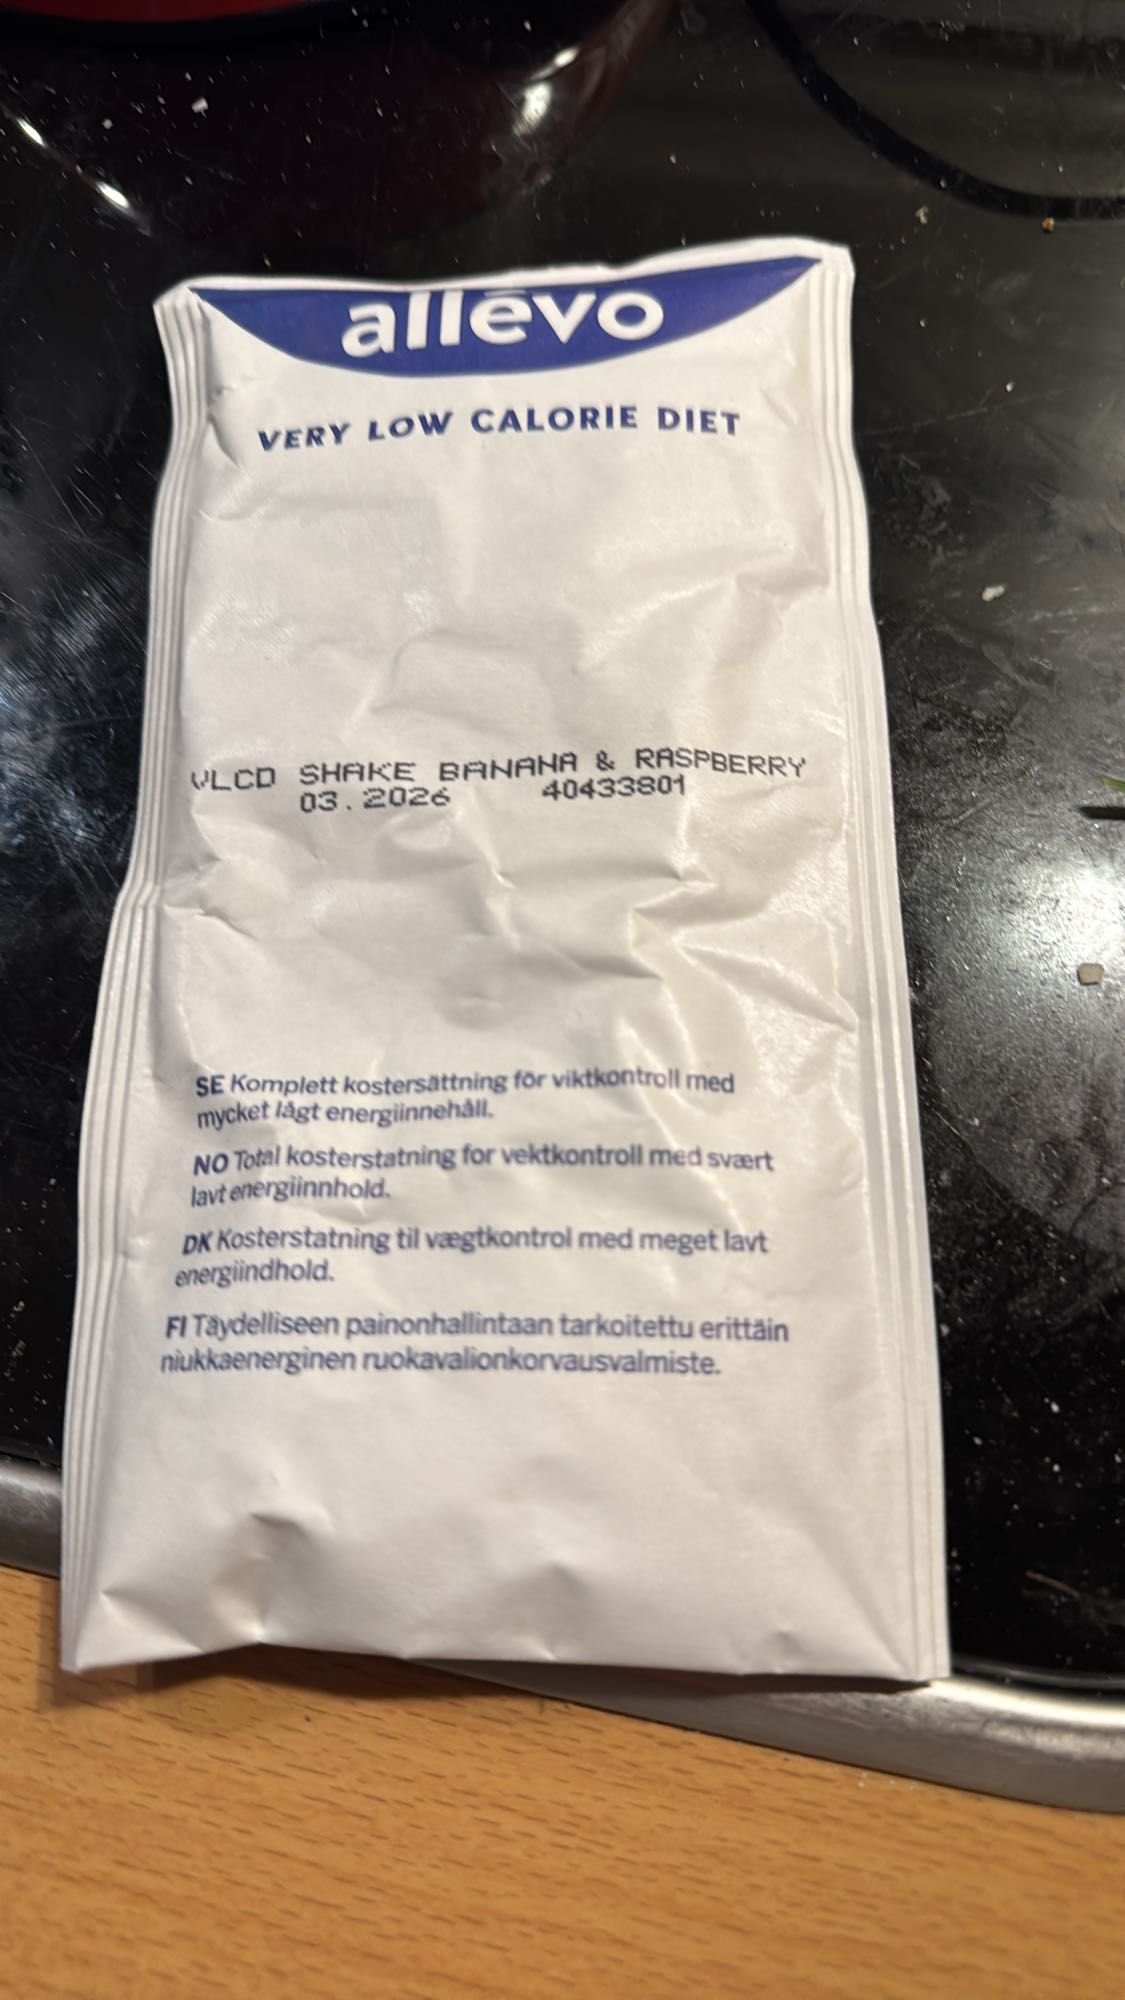 allēvo
VERY LOW CALORIE DIET
VLCD SHAKE BANANA & RASPBERRY
03.2026 40433801
SE Komplett kostersättning för viktkontroll med
mycket lågt energiinnehåll.
NO Total kosterstatning for vektkontroll med svært
lavt energiinnhold.
DK Kosterstatning til vægtkontrol med meget lavt
energiindhold.
FI Täydelliseen painonhallintaan tarkoitettu erittäin
niukkaenerginen ruokavalionkorvausvalmiste.